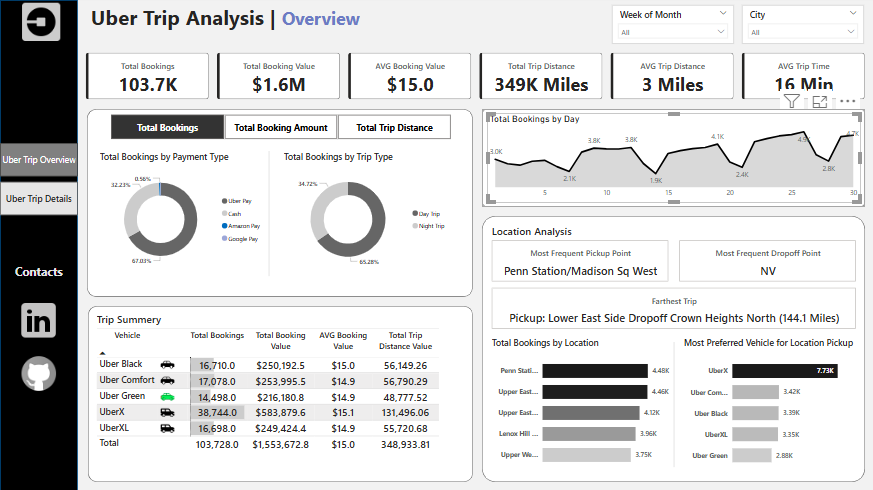 Uber Trip Analysis | Overview
Week of Month
All
City
All
Total Bookings
103.7K
Total Booking Value
$1.6M
AVG Booking Value
$15.0
Total Trip Distance
349K Miles
AVG Trip Distance
3 Miles
AVG Trip Time
16 Min
Uber Trip Overview
Uber Trip Details
Contacts
in
Total Bookings
Total Booking Amount
Total Trip Distance
Total Bookings by Payment Type
0.56%
32.23%
67.03%
Uber Pay
Cash
Amazon Pay
Google Pay
Total Bookings by Trip Type
34.72%
65.28%
Day Trip
Night Trip
Total Bookings by Day
3.0K
2.1K
3.8K
3.8K
1.9K
4.1K
2.4K
4.9K
2.8K
4.7K
5
10
15
20
25
30
Trip Summery
Vehicle Total Bookings Total Booking Value AVG Booking Value Total Trip Distance Value
Uber Black 16,710.0 $250,192.5 $15.0 56,149.26
Uber Comfort 17,078.0 $253,995.5 $14.9 56,790.29
Uber Green 14,498.0 $216,180.8 $14.9 48,777.52
UberX 38,744.0 $583,879.6 $15.1 131,496.06
UberXL 16,698.0 $249,424.4 $14.9 55,720.68
Total 103,728.0 $1,553,672.8 $15.0 348,933.81
Location Analysis
Most Frequent Pickup Point
Penn Station/Madison Sq West
Most Frequent Dropoff Point
NV
Farthest Trip
Pickup: Lower East Side Dropoff Crown Heights North (144.1 Miles)
Total Bookings by Location
Penn Stati... 4.48K
Upper East... 4.46K
Upper East... 4.12K
Lenox Hill ... 3.96K
Upper We... 3.75K
Most Preferred Vehicle for Location Pickup
UberX 7.73K
Uber Com... 3.42K
Uber Black 3.39K
UberXL 3.35K
Uber Green 2.88K